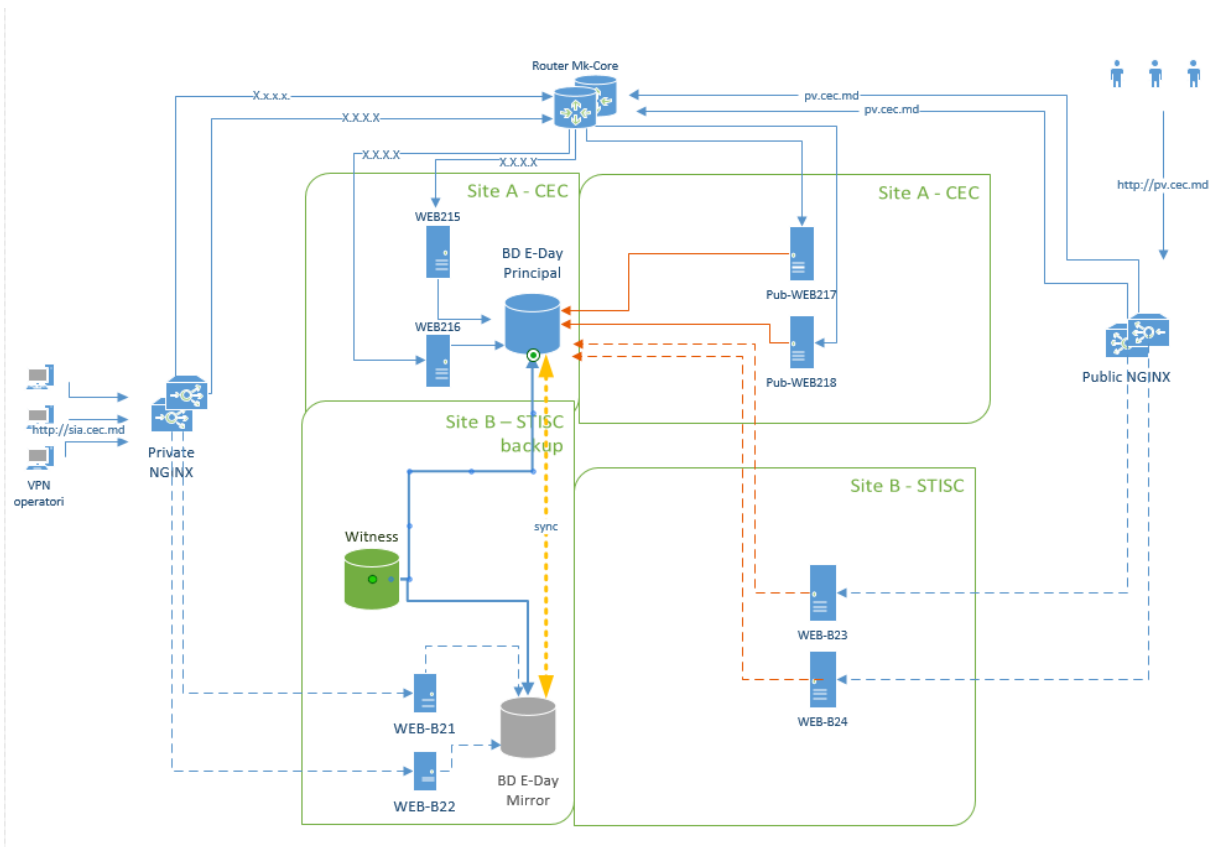 Router Mk-Core
X.x.x.x.
pv.cec.md
pv.cec.md
X.X.X.X
X.X.X.X
X.X.X.X
Site A - CEC
Site A - CEC
http://pv.cec.md
WEB215
BD E-Day
Principal
Pub-WEB217
WEB216
Pub-WEB218
Public NGINX
http://sia.cec.md
Private
NGINX
VPN
operatori
Site B – STISC
backup
Site B - STISC
sync
Witness
WEB-B23
WEB-B24
WEB-B21
BD E-Day
Mirror
WEB-B22